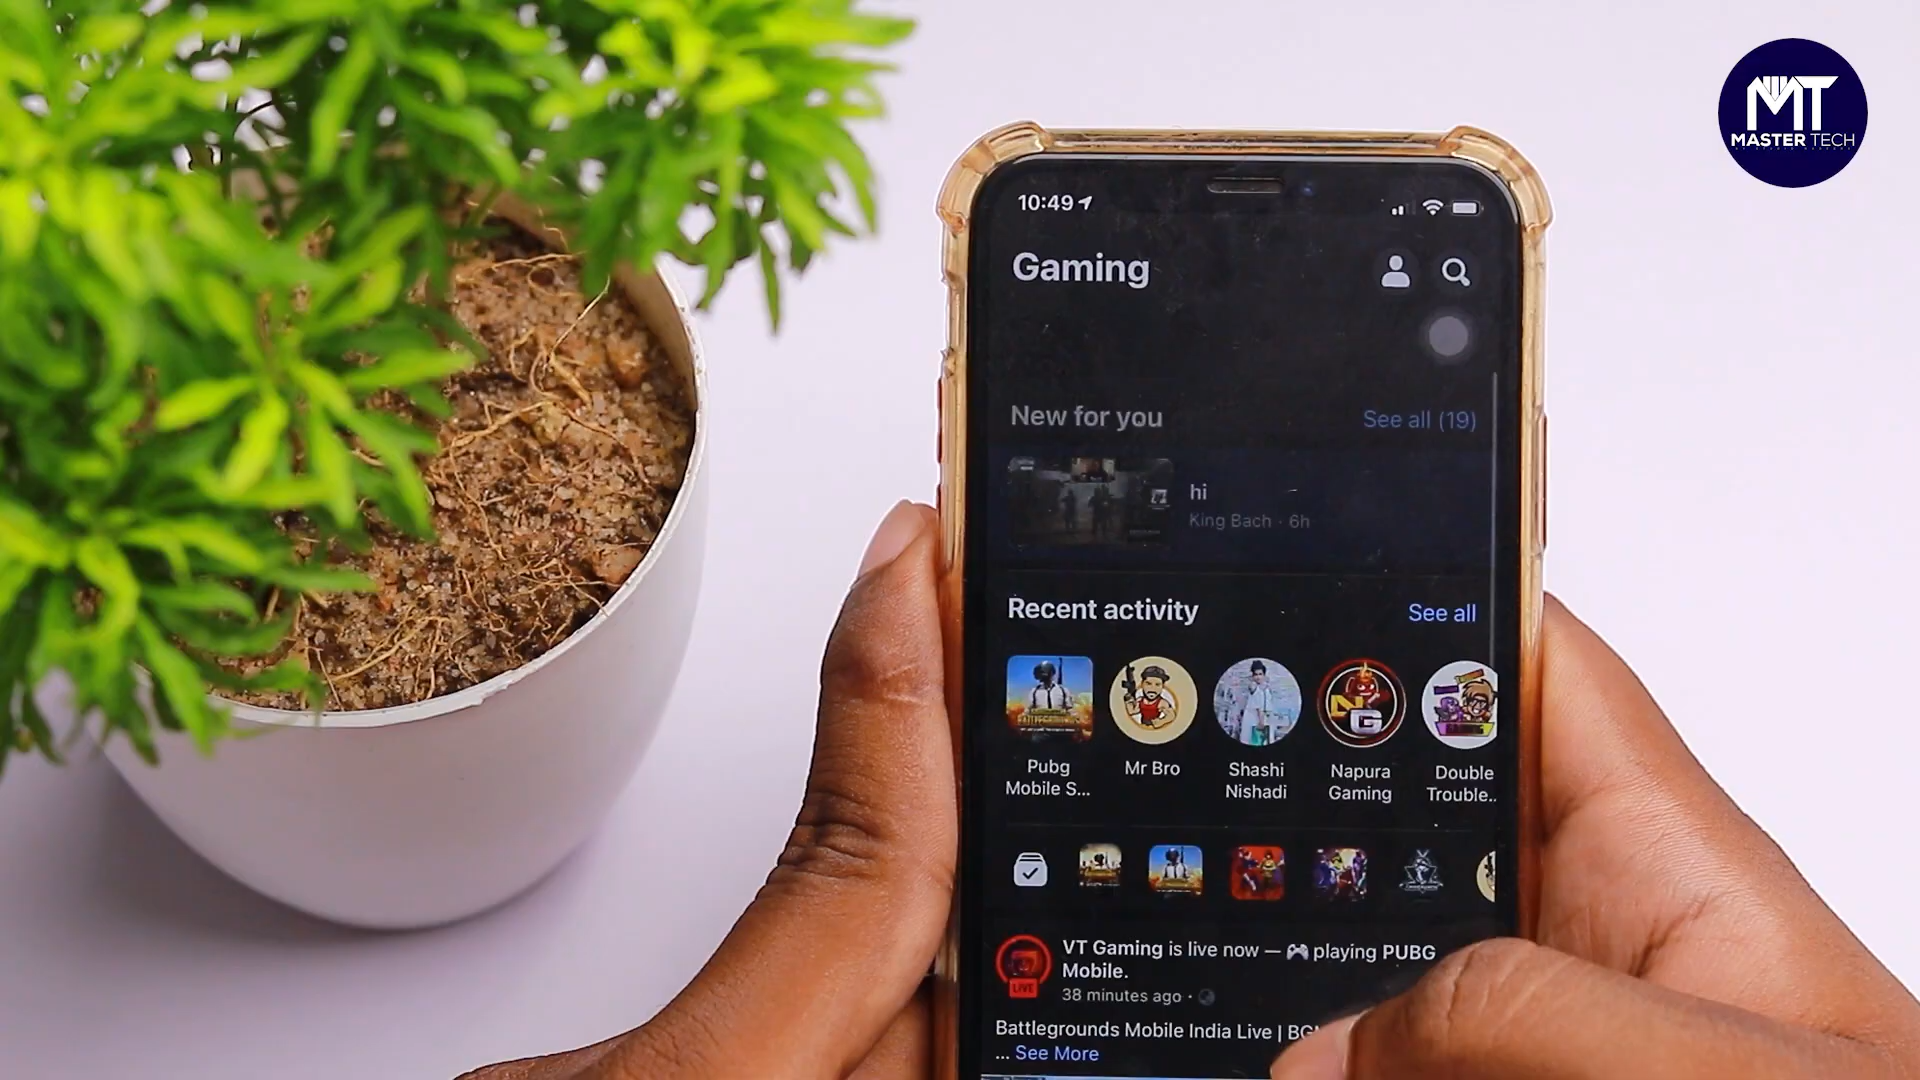 MT
MASTER TECH
10:49
Gaming
New for you
See all (19)
hi
King Bach · 6h
Recent activity
See all
Pubg
Mobile S...
Mr Bro
Shashi
Nishadi
Napura
Gaming
Double
Trouble..
NG
VT Gaming is live now — 🎮 playing PUBG
Mobile.
LIVE
38 minutes ago ·
Battlegrounds Mobile India Live |
... See More